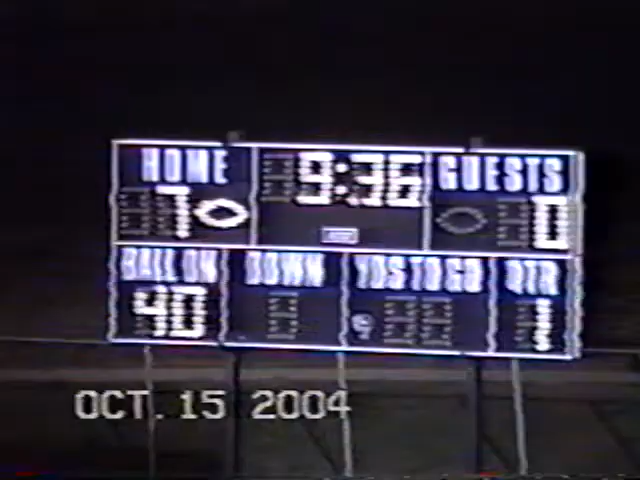 HOME 9:36 GUESTS
7 0
BALL ON DOWN YDS TO GO QTR
40 1
OCT. 15 2004